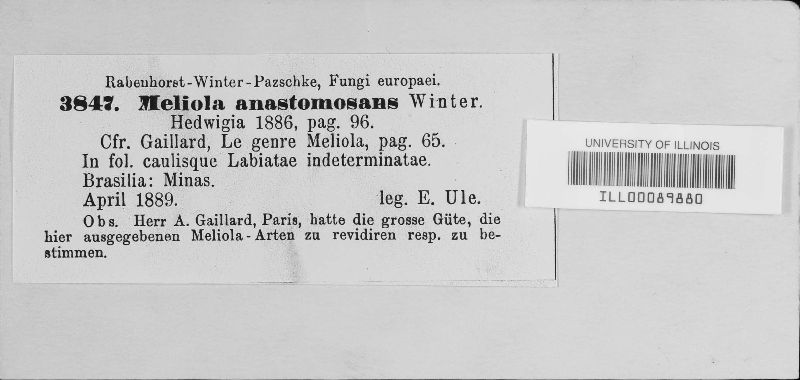 Rabenhorst-Winter-Pazschke, Fungi europaei.
3847. Meliola anastomosans Winter.
Hedwigia 1886, pag. 96.
Cfr. Gaillard, Le genre Meliola, pag. 65.
In fol. caulisque Labiatae indeterminatae.
Brasilia: Minas.
April 1889. leg. E. Ule.
Obs. Herr A. Gaillard, Paris, hatte die grosse Güte, die
hier ausgegebenen Meliola-Arten zu revidiren resp. zu be-
stimmen.
UNIVERSITY OF ILLINOIS
ILL00089880